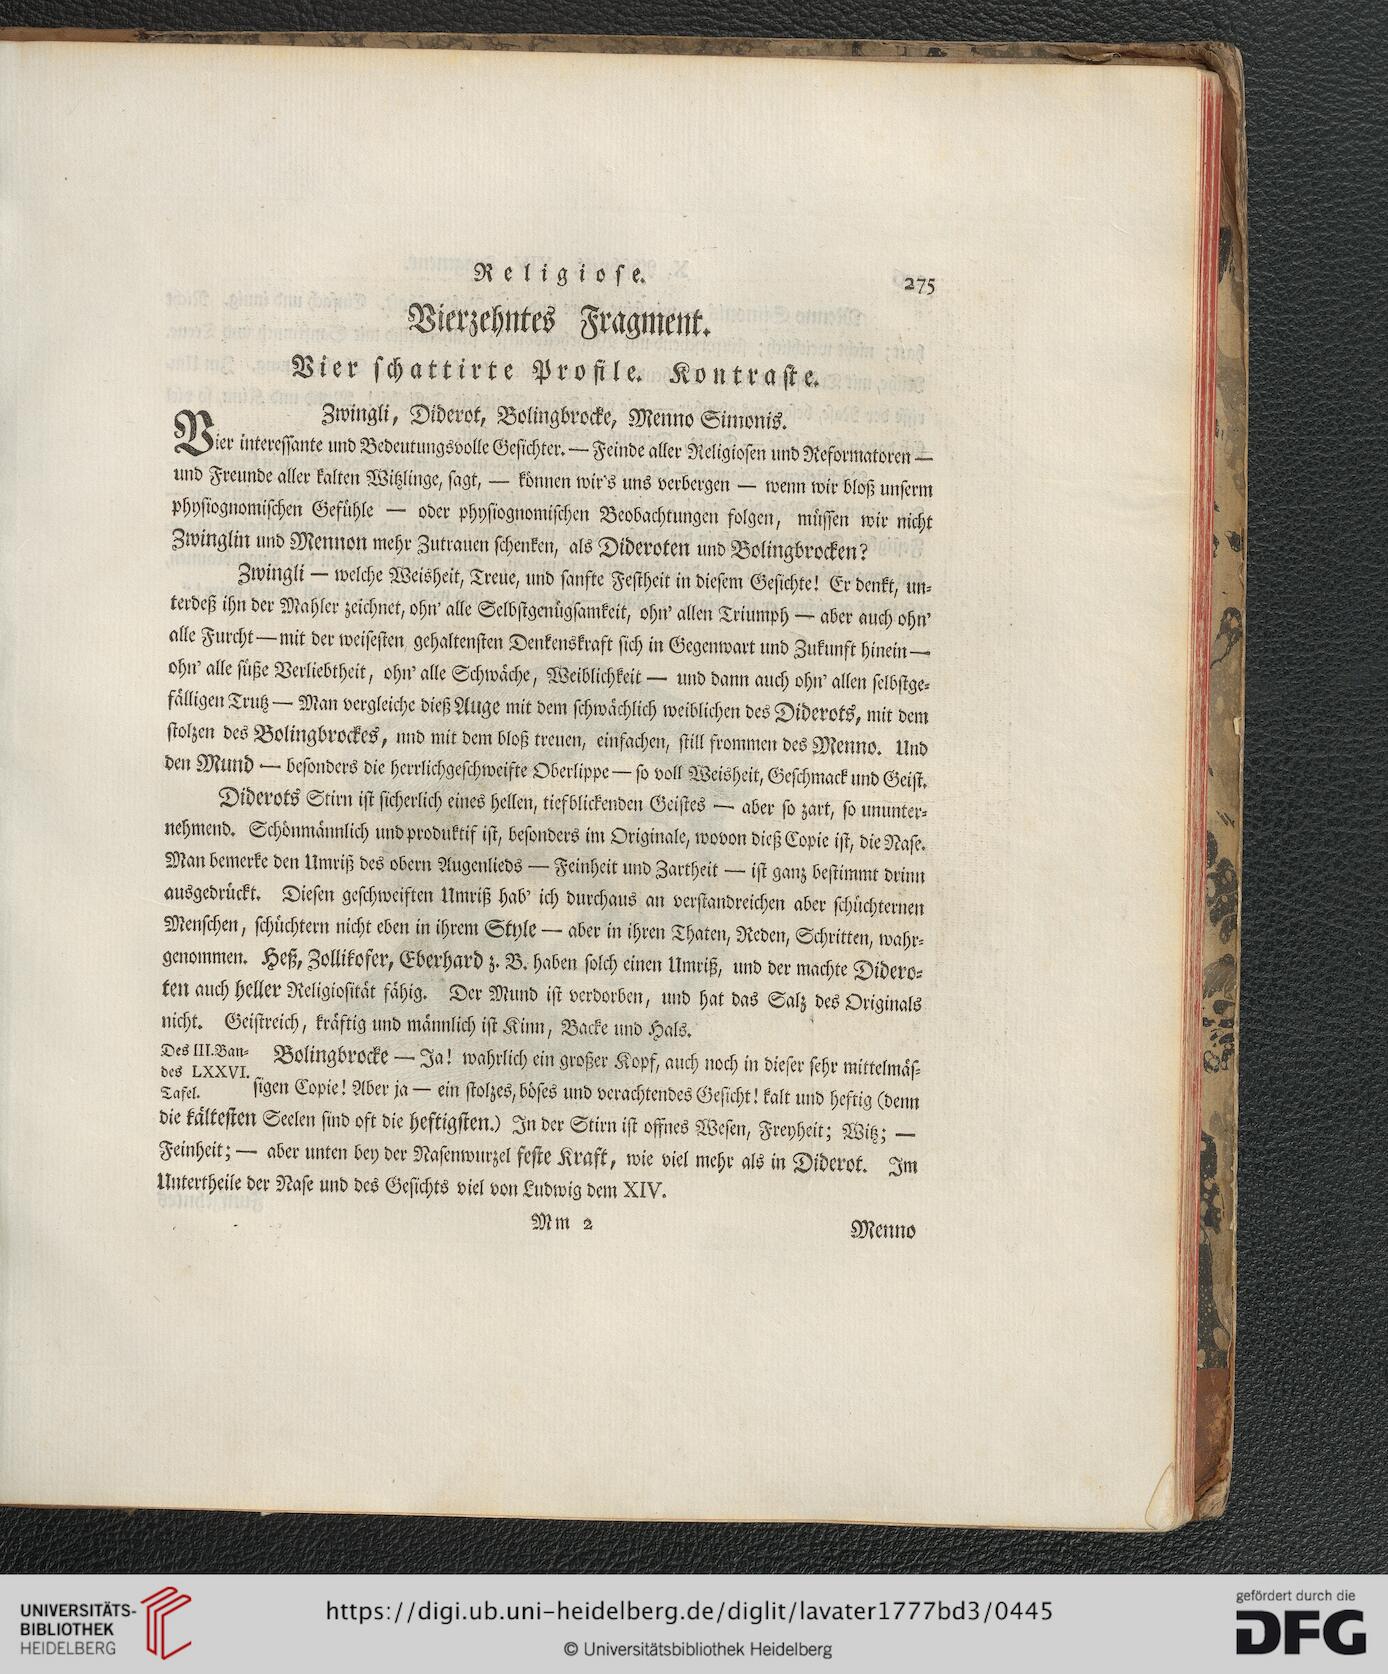 Religiose. 275
Vierzehntes Fragment.
Vier schattirte Profile. Kontraste.
Zwingli, Diderot, Bolingbrocke, Menno Simonis.
Vier interessante und Bedeutungsvolle Gesichter. — Feinde aller Religiosen und Reformatoren —
und Freunde aller kalten Witzlinge, sagt, — können wir's uns verbergen — wenn wir bloß unserm
physiognomischen Gefühle — oder physiognomischen Beobachtungen folgen, müssen wir nicht
Zwinglin und Mennon mehr Zutrauen schenken, als Dideroten und Bolingbrocken?
Zwingli — welche Weisheit, Treue, und sanfte Festheit in diesem Gesichte! Er denkt, un-
terdeß ihn der Mahler zeichnet, ohn' alle Selbstgenügsamkeit, ohn' allen Triumph — aber auch ohn'
alle Furcht — mit der weisesten gehaltensten Denkenskraft sich in Gegenwart und Zukunft hinein —
ohn' alle süße Verliebtheit, ohn' alle Schwäche, Weiblichkeit — und dann auch ohn' allen selbstge-
fälligen Trutz — Man vergleiche dieß Auge mit dem schwächlich weiblichen des Diderots, mit dem
stolzen des Bolingbrockes, und mit dem bloß treuen, einfachen, still frommen des Menno. Und
den Mund — besonders die herrlichgeschweifte Oberlippe — so voll Weisheit, Geschmack und Geist.
Diderots Stirn ist sicherlich eines hellen, tiefblickenden Geistes — aber so zart, so ununter-
nehmend. Schönmännlich und produktif ist, besonders im Originale, wovon dieß Copie ist, die Nase.
Man bemerke den Umriß des obern Augenlieds — Feinheit und Zartheit — ist ganz bestimmt drinn
ausgedrückt. Diesen geschweiften Umriß hab' ich durchaus an verstandreichen aber schüchternen
Menschen, schüchtern nicht eben in ihrem Style — aber in ihren Thaten, Reden, Schritten, wahr-
genommen. Heß, Zollikofer, Eberhard z. B. haben solch einen Umriß, und der machte Didero-
ten auch heller Religiosität fähig. Der Mund ist verdorben, und hat das Salz des Originals
nicht. Geistreich, kräftig und männlich ist Kinn, Backe und Hals.
Des III. Ban-
des LXXVI.
Tafel.
Bolingbrocke — Ja! wahrlich ein großer Kopf, auch noch in dieser sehr mittelmäs-
sigen Copie! Aber ja — ein stolzes, böses und verachtendes Gesicht! kalt und heftig (denn
die kältesten Seelen sind oft die heftigsten.) In der Stirn ist offnes Wesen, Freyheit; Witz; —
Feinheit; — aber unten bey der Nasenwurzel feste Kraft, wie viel mehr als in Diderot. Im
Untertheile der Nase und des Gesichts viel von Ludwig dem XIV.
Mm 2 Menno
UNIVERSITÄTS-
BIBLIOTHEK
HEIDELBERG
https://digi.ub.uni-heidelberg.de/diglit/lavater1777bd3/0445
© Universitätsbibliothek Heidelberg
gefördert durch die
DFG